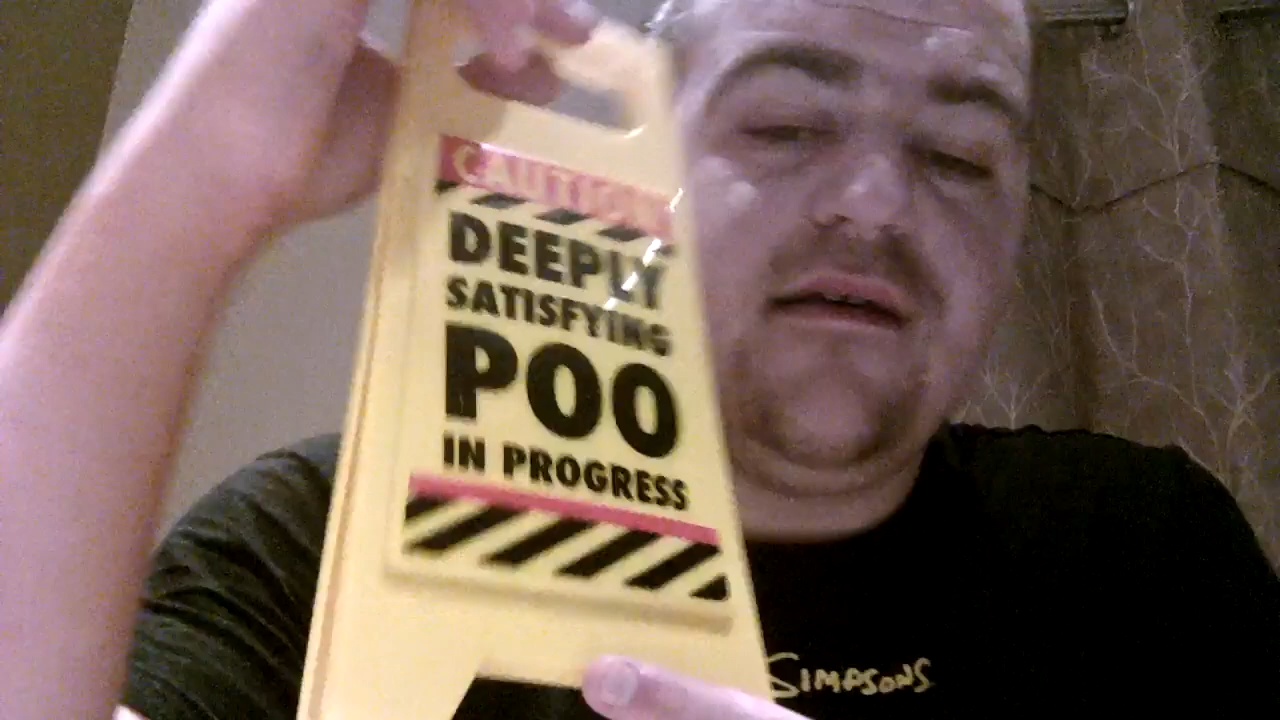 CAUTION
DEEPLY
SATISFYING
POO
IN PROGRESS
SIMPSONS